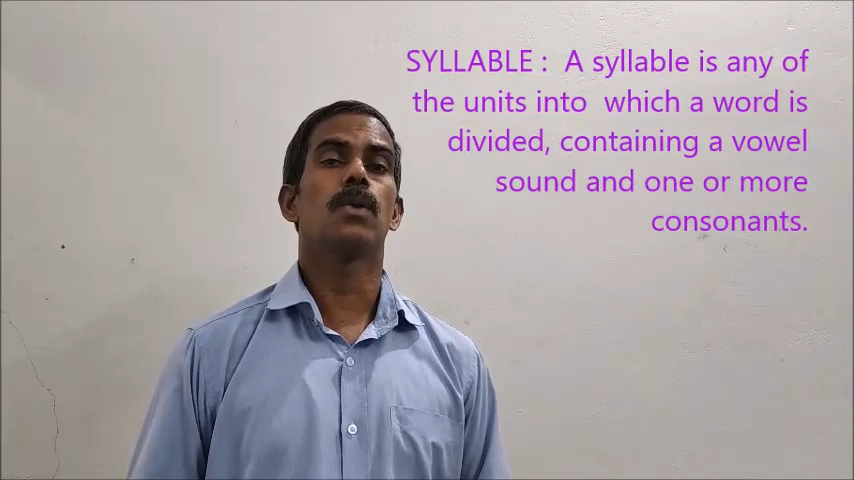 SYLLABLE : A syllable is any of
the units into which a word is
divided, containing a vowel
sound and one or more
consonants.